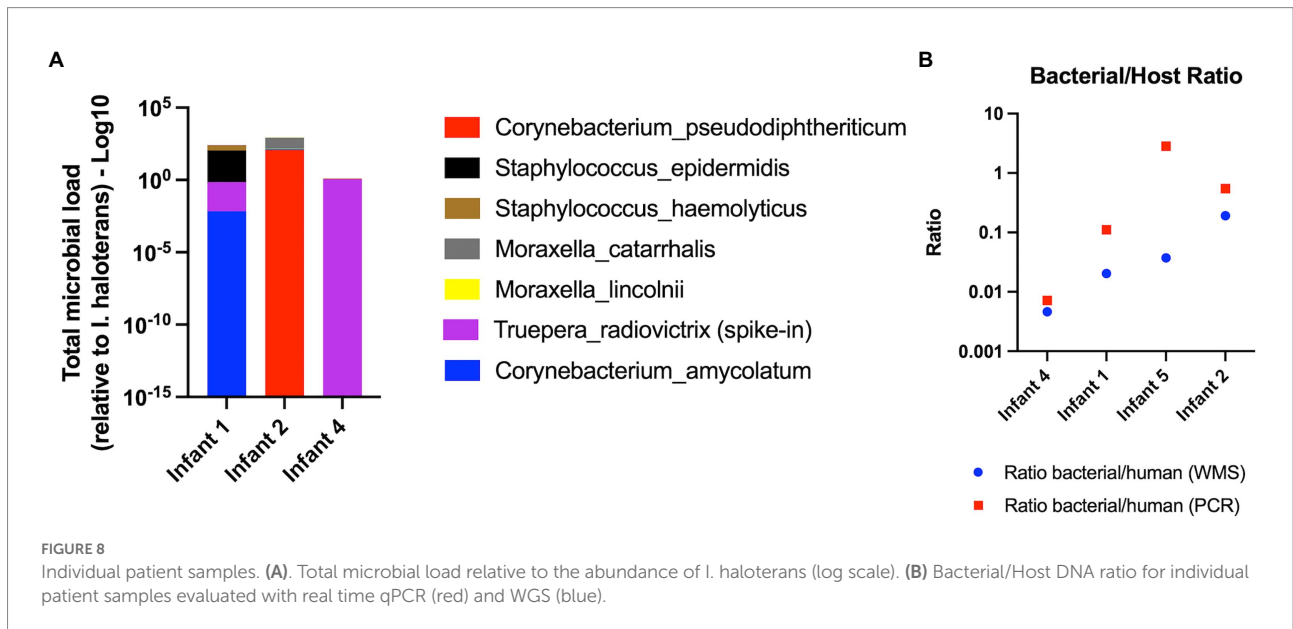 A
Total microbial load
(relative to I. haloterans) - Log10
10^5
10^0
10^-5
10^-10
10^-15
Infant 1
Infant 2
Infant 4
Corynebacterium_pseudodiphtheriticum
Staphylococcus_epidermidis
Staphylococcus_haemolyticus
Moraxella_catarrhalis
Moraxella_lincolnii
Truepera_radiovictrix (spike-in)
Corynebacterium_amycolatum
B
Bacterial/Host Ratio
Ratio
10
1
0.1
0.01
0.001
Infant 4
Infant 1
Infant 5
Infant 2
Ratio bacterial/human (WMS)
Ratio bacterial/human (PCR)
FIGURE 8
Individual patient samples. (A). Total microbial load relative to the abundance of I. haloterans (log scale). (B) Bacterial/Host DNA ratio for individual
patient samples evaluated with real time qPCR (red) and WGS (blue).